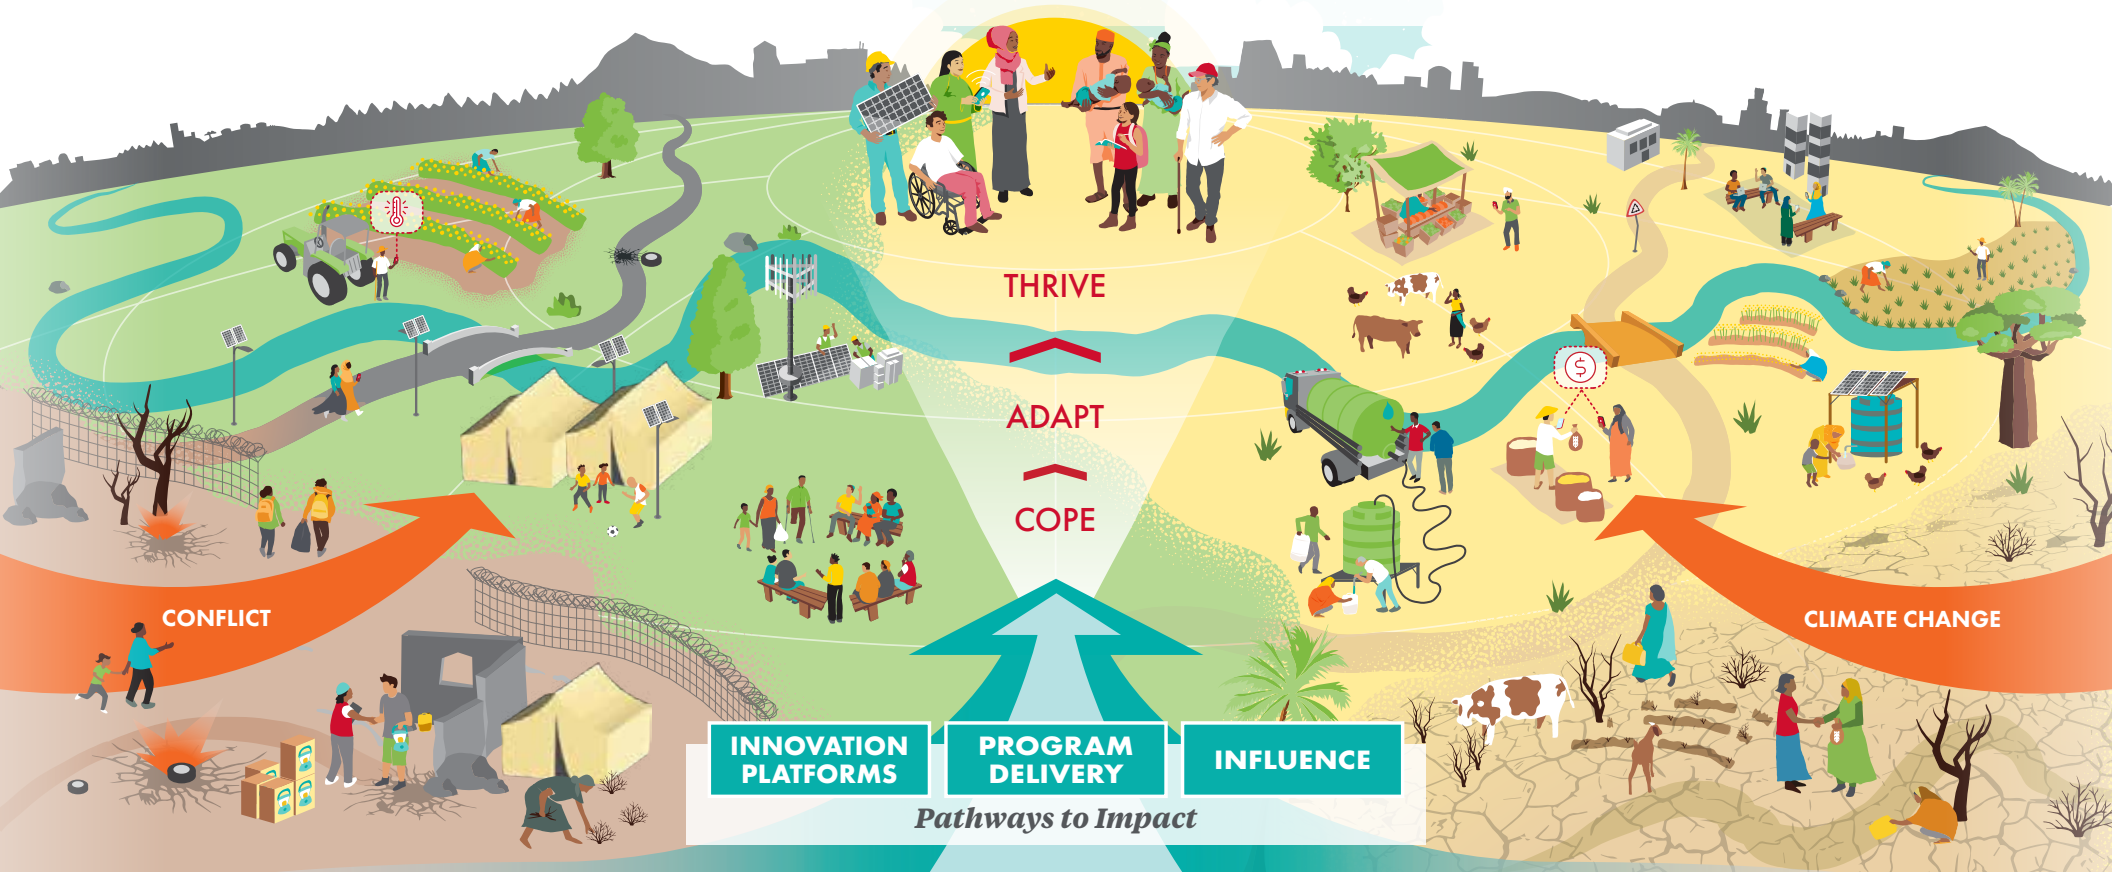 THRIVE
ADAPT
COPE
CONFLICT
CLIMATE CHANGE
INNOVATION
PLATFORMS
PROGRAM
DELIVERY
INFLUENCE
Pathways to Impact
$